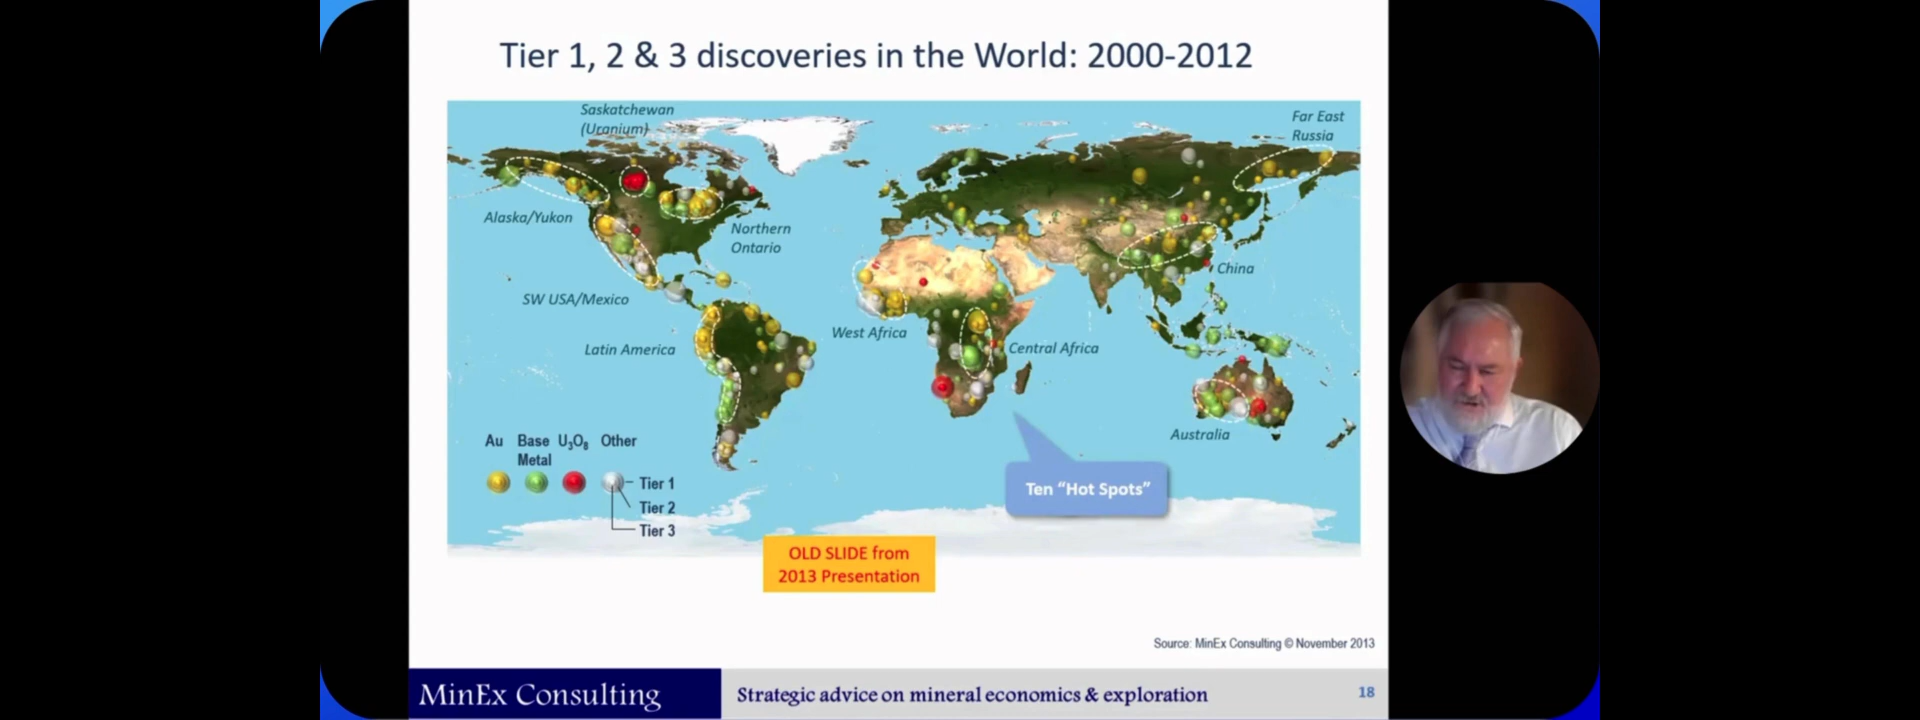 Tier 1, 2 & 3 discoveries in the World: 2000-2012
Saskatchewan
(Uranium)
Far East
Russia
Alaska/Yukon
Northern
Ontario
China
SW USA/Mexico
West Africa
Latin America
Central Africa
Australia
Au Base U₃O₈ Other
Metal
Tier 1
Tier 2
Tier 3
Ten “Hot Spots”
OLD SLIDE from
2013 Presentation
Source: MinEx Consulting © November 2013
MinEx Consulting
Strategic advice on mineral economics & exploration
18